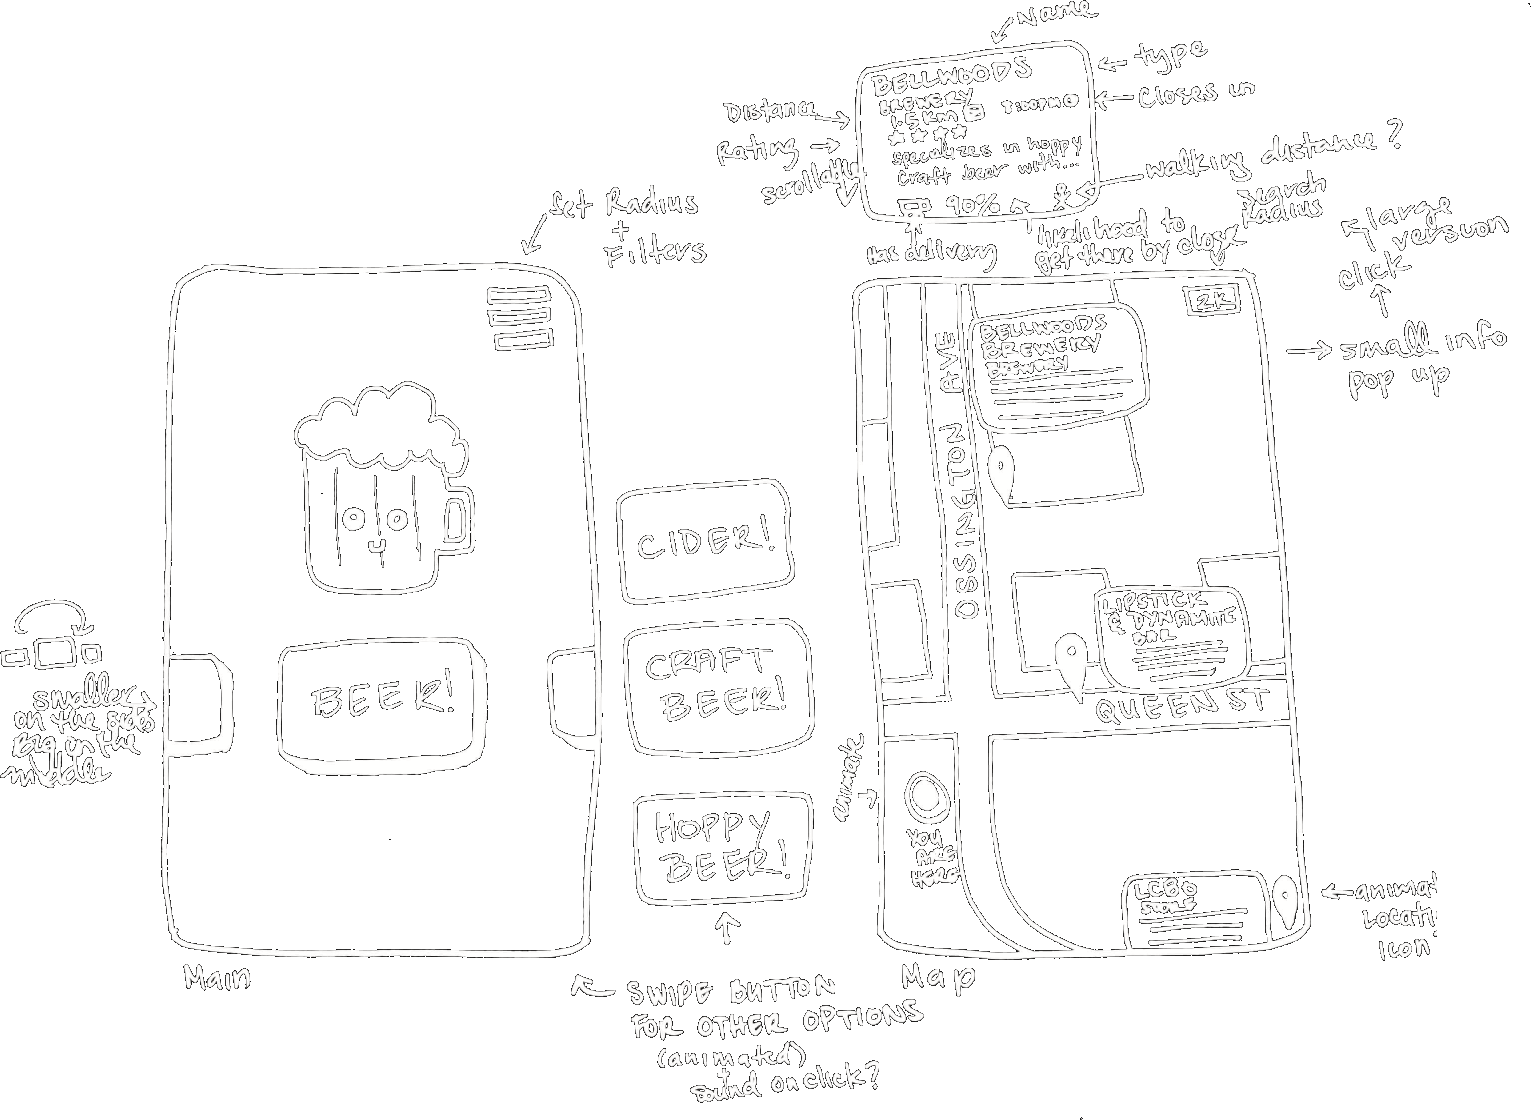 Name
type
Closes in
BELLWOODS
BREWERY
1.5KM
Distance
Rating
scrollable
specializes in hoppy
craft beer with...
90%
walking distance?
Has delivery
likelihood to
get there by close
search
radius
large
version
click
small info
pop up
Set Radius
+
Filters
BEER!
CIDER!
CRAFT
BEER!
HOPPY
BEER!
smaller
on the sides
Big in the
middle
Main
SWIPE BUTTON
FOR OTHER OPTIONS
(animated)
+
sound on click?
2K
BELLWOODS
BREWERY
BREWERY
OSSINGTON AVE
LIPSTICK
& DYNAMITE
BAR
QUEEN ST
animate
YOU
ARE
HERE
LCBO
STORE
animat
Locati
icon
Map